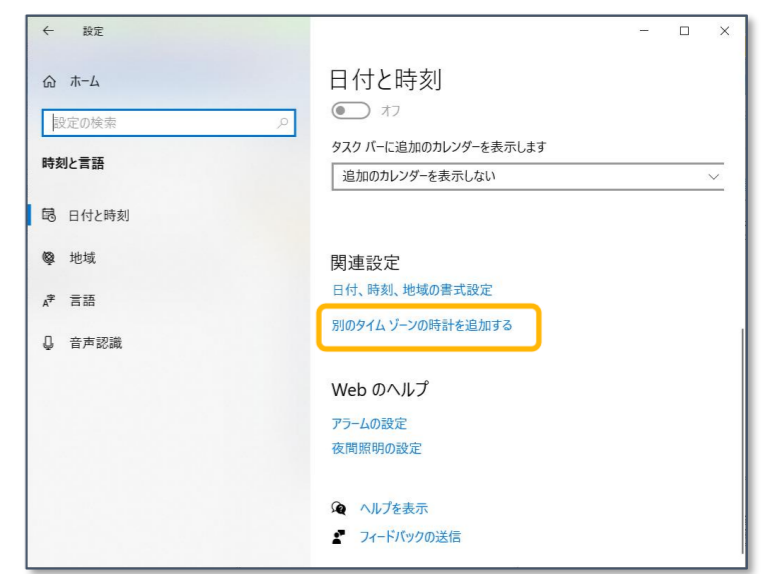 設定
ホーム
設定の検索
時刻と言語
日付と時刻
地域
言語
音声認識
日付と時刻
オフ
タスク バーに追加のカレンダーを表示します
追加のカレンダーを表示しない
関連設定
日付、時刻、地域の書式設定
別のタイム ゾーンの時計を追加する
Web のヘルプ
アラームの設定
夜間照明の設定
ヘルプを表示
フィードバックの送信